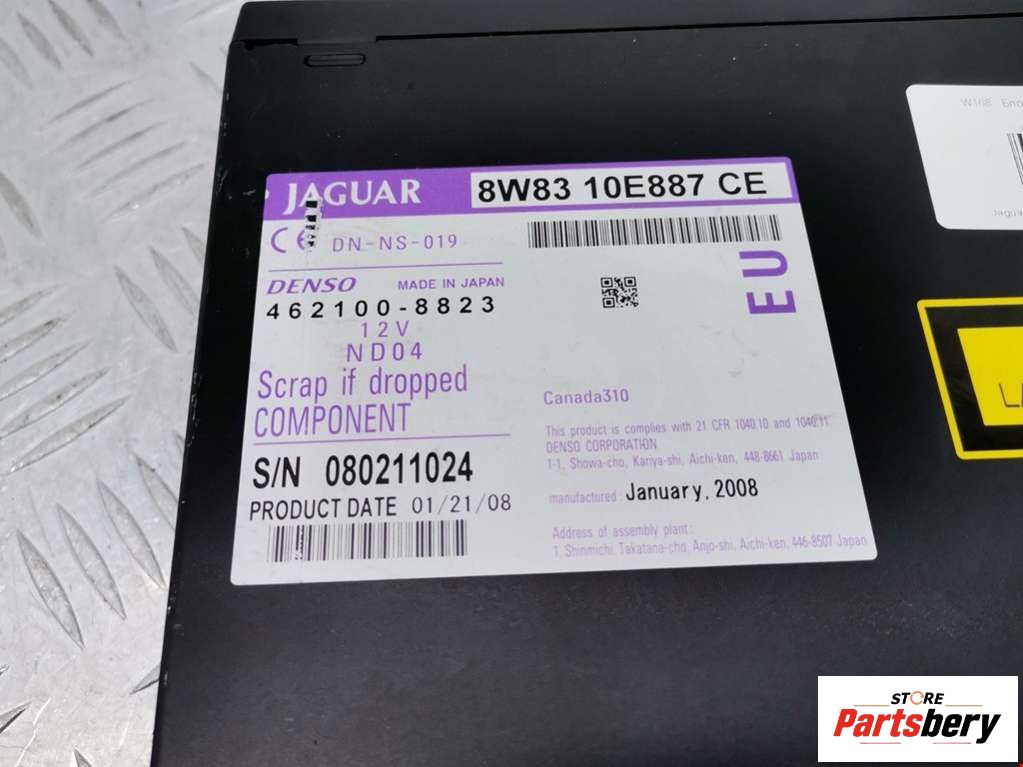 JAGUAR
8W83 10E887 CE
CE DN-NS-019
DENSO MADE IN JAPAN
462100-8823
12V
ND04
Scrap if dropped
COMPONENT
S/N 080211024
PRODUCT DATE 01/21/08
EU
Canada310
This product is complies with 21 CFR 1040.10 and 1040.11
DENSO CORPORATION
1-1, Showa-cho, Kariya-shi, Aichi-ken, 448-8661 Japan
manufactured: January, 2008
Address of assembly plant:
1, Shinmichi, Takatana-cho, Anjo-shi, Aichi-ken, 446-8507 Japan
W168
Jaguar
STORE
Partsbery